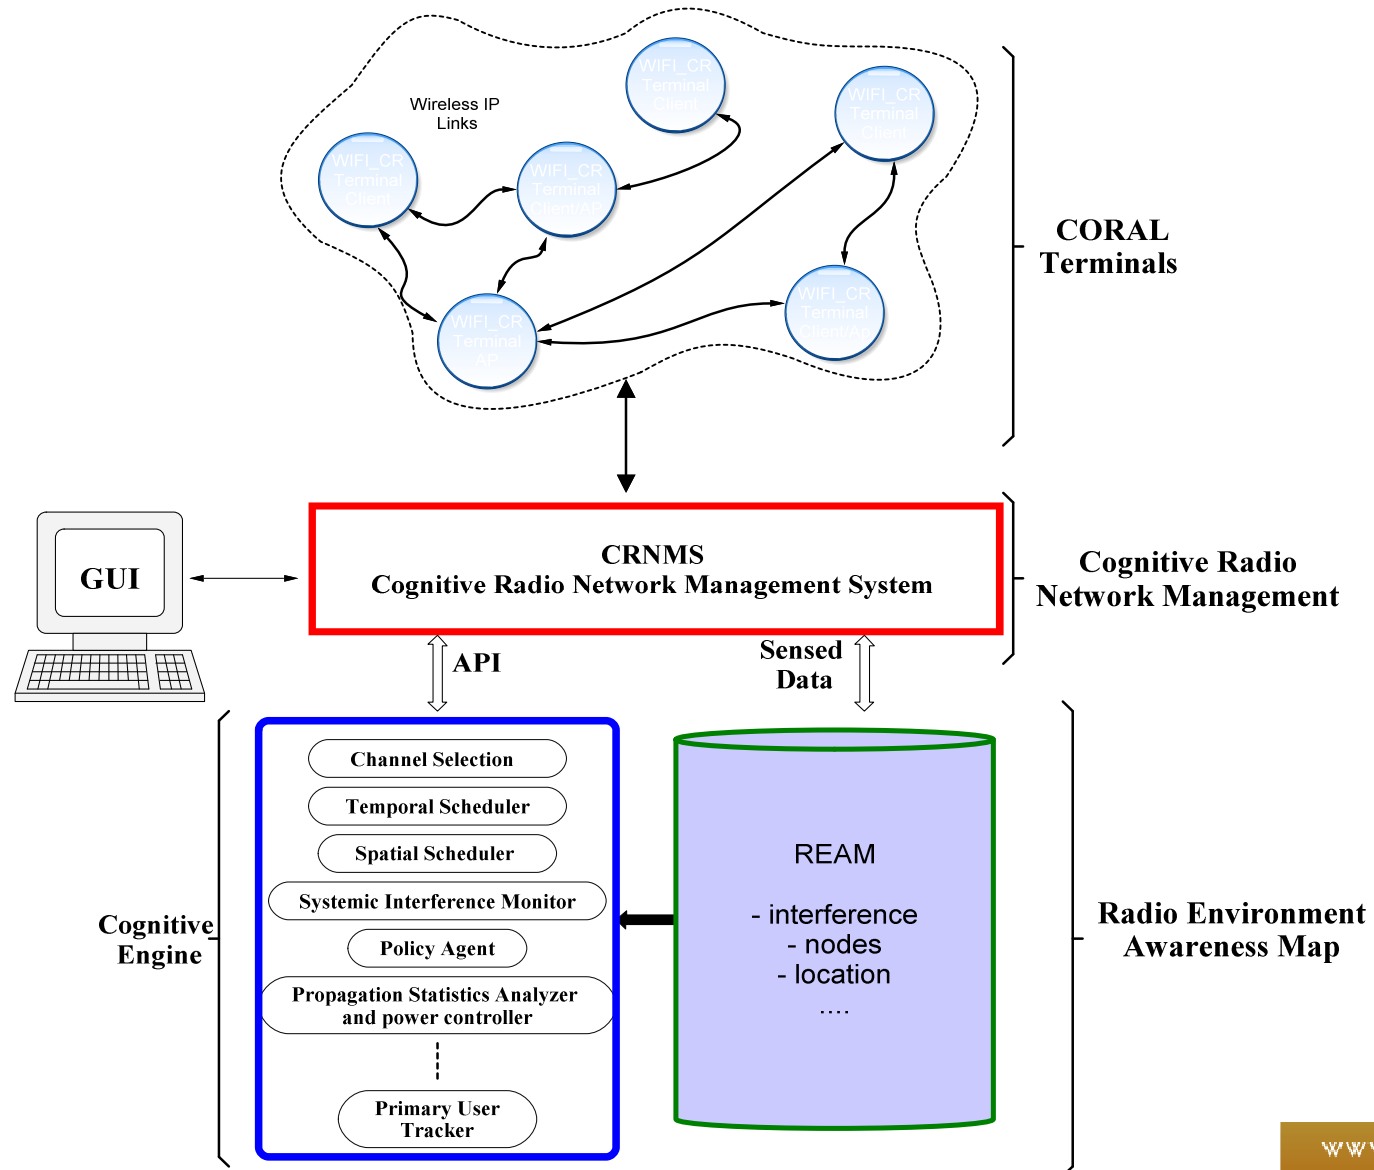 WIFI_CR
Terminal
Client
WIFI_CR
Terminal
Client
Wireless IP
Links
WIFI_CR
Terminal
Client
WIFI_CR
Terminal
Client/AP
WIFI_CR
Terminal
Client/Ap
WIFI_CR
Terminal
AP
CORAL
Terminals
GUI
CRNMS
Cognitive Radio Network Management System
Cognitive Radio
Network Management
API
Sensed
Data
Cognitive
Engine
Channel Selection
Temporal Scheduler
Spatial Scheduler
Systemic Interference Monitor
Policy Agent
Propagation Statistics Analyzer
and power controller
Primary User
Tracker
REAM
- interference
- nodes
- location
....
Radio Environment
Awareness Map